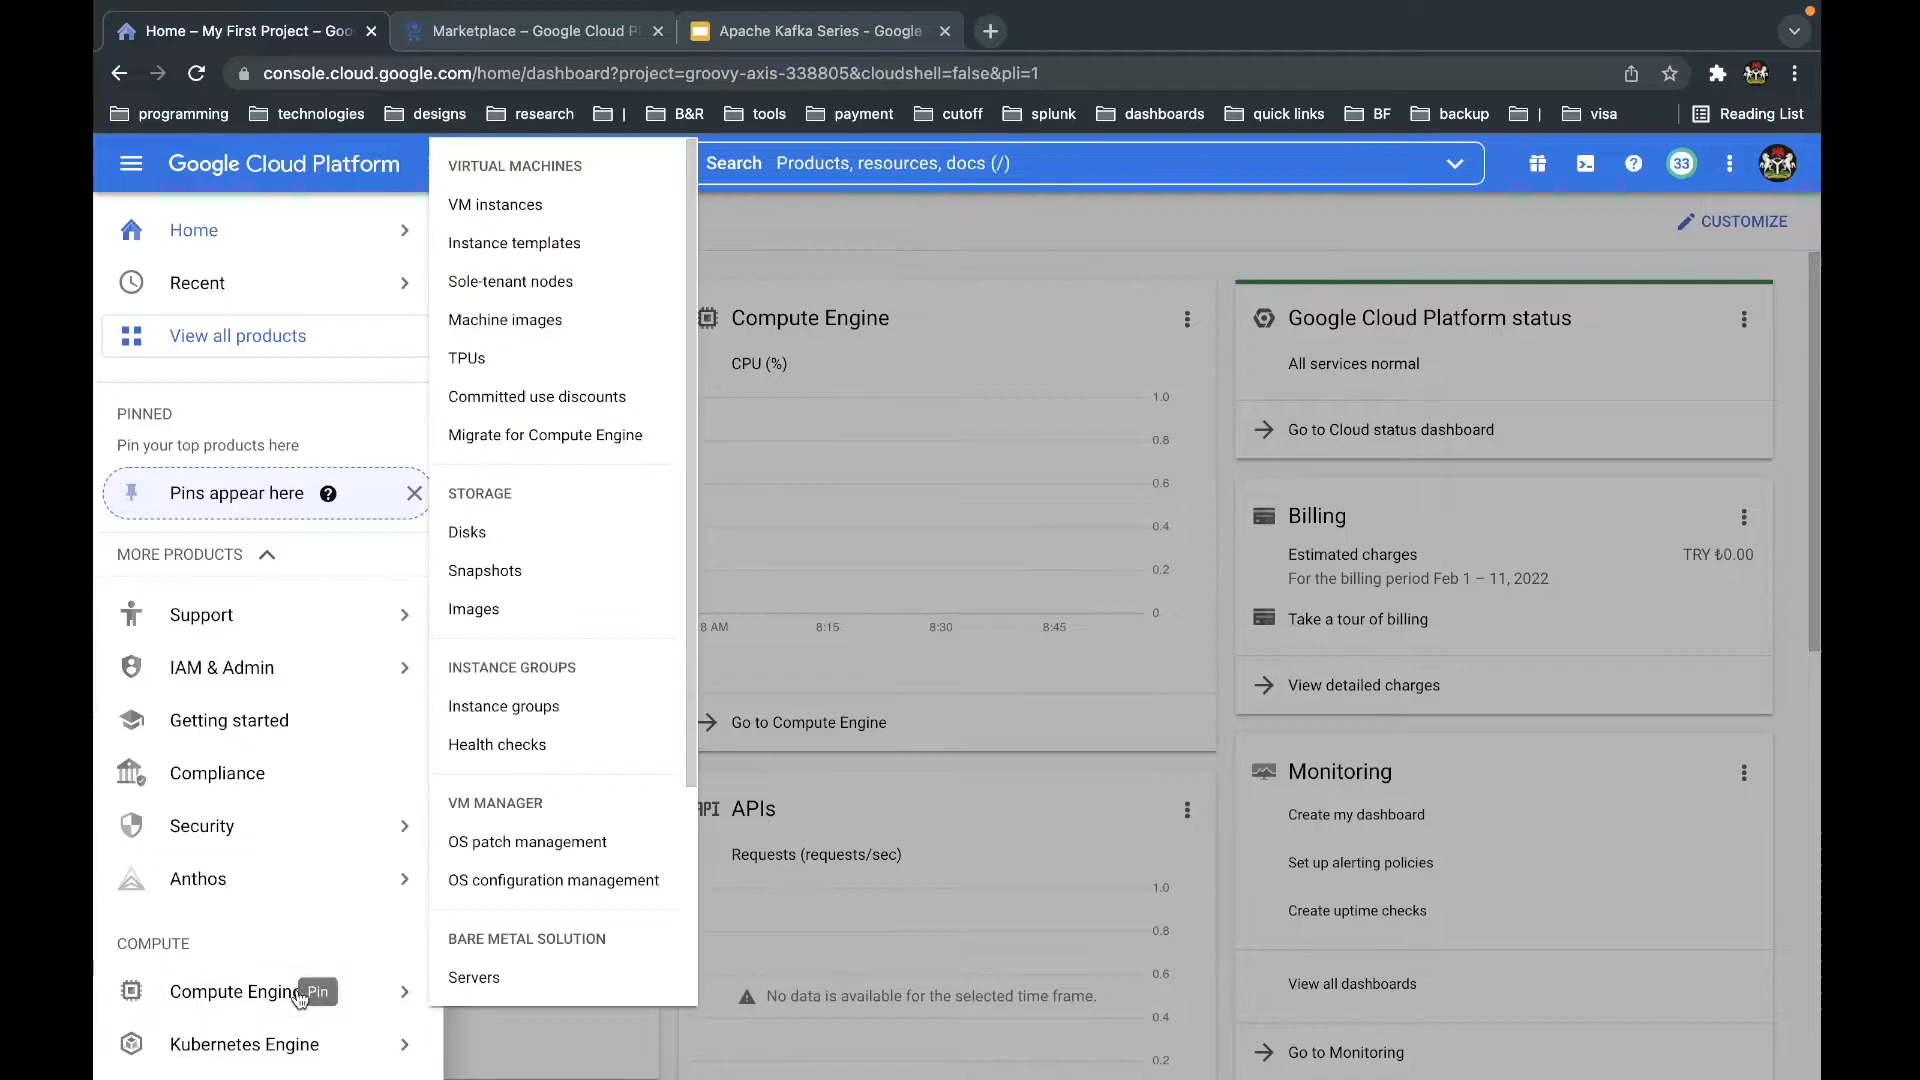 Home – My First Project – Goo
Marketplace – Google Cloud P
Apache Kafka Series - Google
console.cloud.google.com/home/dashboard?project=groovy-axis-338805&cloudshell=false&pli=1
programming
technologies
designs
research
|
B&R
tools
payment
cutoff
splunk
dashboards
quick links
BF
backup
|
visa
Reading List
Google Cloud Platform
Search Products, resources, docs (/)
33
Home
Recent
View all products
PINNED
Pin your top products here
Pins appear here
MORE PRODUCTS
Support
IAM & Admin
Getting started
Compliance
Security
Anthos
COMPUTE
Compute Engine
Pin
Kubernetes Engine
VIRTUAL MACHINES
VM instances
Instance templates
Sole-tenant nodes
Machine images
TPUs
Committed use discounts
Migrate for Compute Engine
STORAGE
Disks
Snapshots
Images
INSTANCE GROUPS
Instance groups
Health checks
VM MANAGER
OS patch management
OS configuration management
BARE METAL SOLUTION
Servers
CUSTOMIZE
Compute Engine
CPU (%)
1.0
0.8
0.6
0.4
0.2
0
8 AM
8:15
8:30
8:45
Go to Compute Engine
API APIs
Requests (requests/sec)
1.0
0.8
0.6
No data is available for the selected time frame.
0.4
0.2
Google Cloud Platform status
All services normal
Go to Cloud status dashboard
Billing
Estimated charges
TRY ₺0.00
For the billing period Feb 1 – 11, 2022
Take a tour of billing
View detailed charges
Monitoring
Create my dashboard
Set up alerting policies
Create uptime checks
View all dashboards
Go to Monitoring